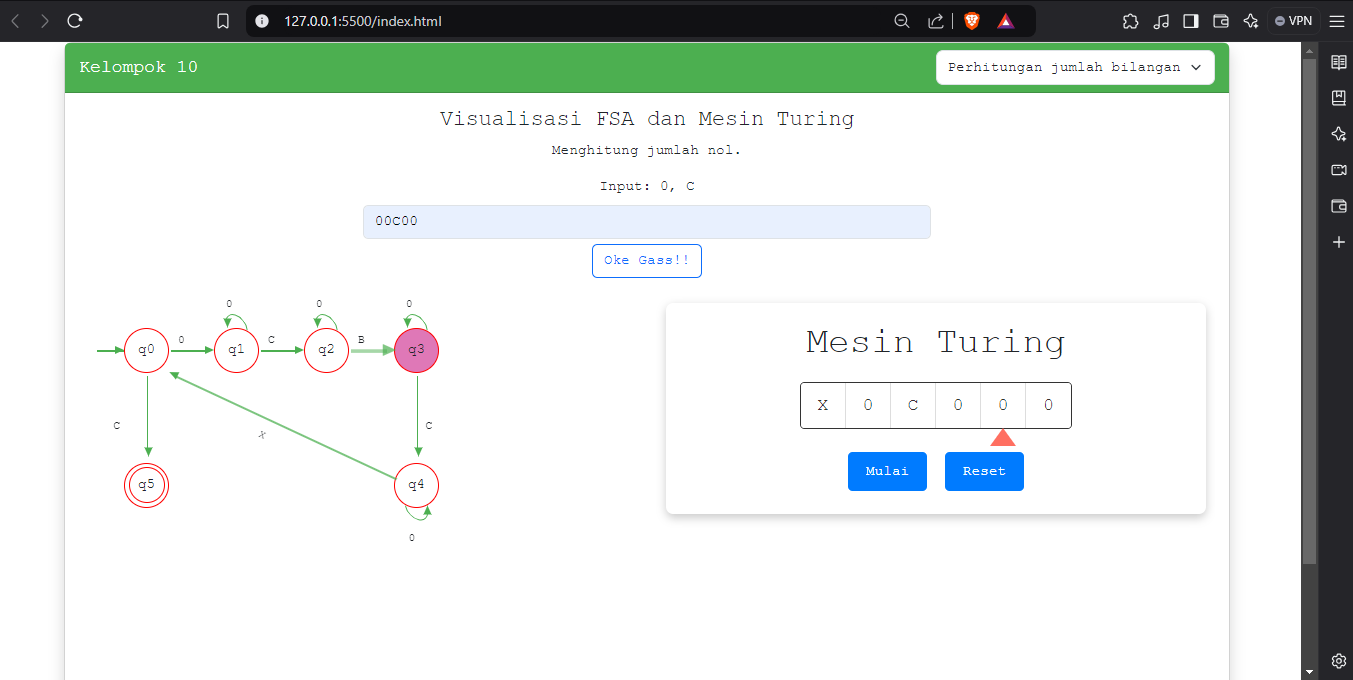 127.0.0.1:5500/index.html
VPN
Kelompok 10
Perhitungan jumlah bilangan
Visualisasi FSA dan Mesin Turing
Menghitung jumlah nol.
Input: 0, C
00C00
Oke Gass!!
0 0 0
q0 0 q1 C q2 B q3
C X C
q5 q4
0
Mesin Turing
X 0 C 0 0 0
Mulai Reset